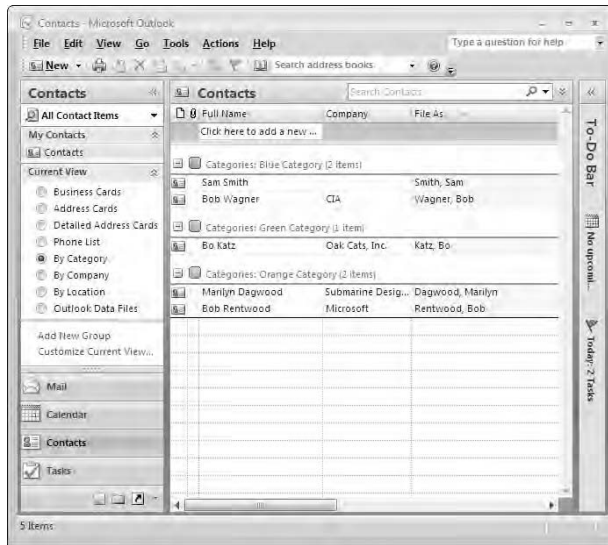 Contacts - Microsoft Outlook
File Edit View Go Tools Actions Help
Type a question for help
New
Search address books
Contacts
All Contact Items
My Contacts
Contacts
Current View
Business Cards
Address Cards
Detailed Address Cards
Phone List
By Category
By Company
By Location
Outlook Data Files
Add New Group
Customize Current View...
Mail
Calendar
Contacts
Tasks
Contacts
Search Contacts
Full Name Company File As
Click here to add a new ...
Categories: Blue Category (2 items)
Sam Smith Smith, Sam
Bob Wagner CIA Wagner, Bob
Categories: Green Category (1 item)
Bo Katz Oak Cats, Inc. Katz, Bo
Categories: Orange Category (2 items)
Marilyn Dagwood Submarine Desig... Dagwood, Marilyn
Bob Rentwood Microsoft Rentwood, Bob
To-Do Bar
No upcomi...
Today: 2 Tasks
5 Items